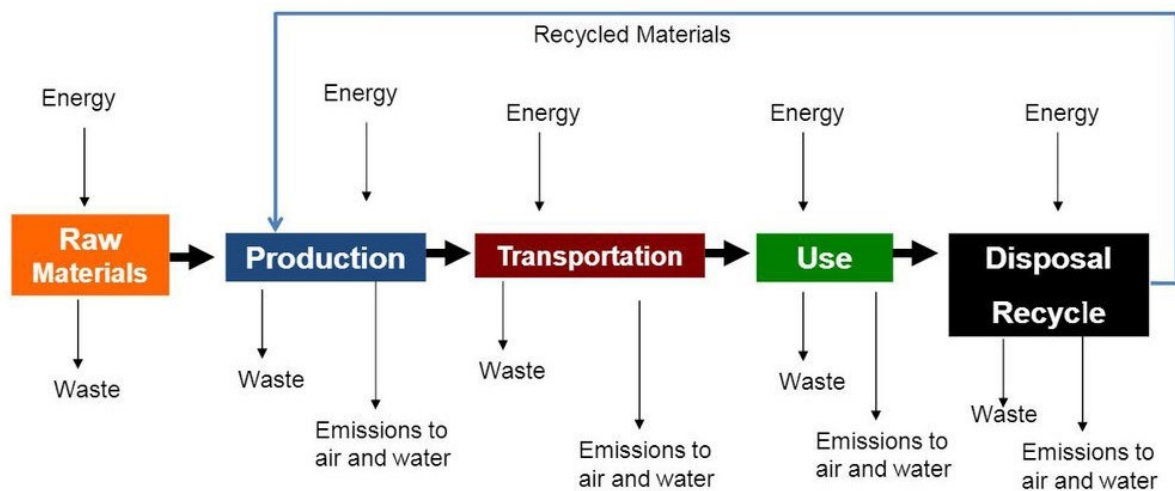 Recycled Materials
Energy
Energy
Energy
Energy
Energy
Raw
Materials
Production
Transportation
Use
Disposal
Recycle
Waste
Waste
Emissions to
air and water
Waste
Emissions to
air and water
Waste
Emissions to
air and water
Waste
Emissions to
air and water